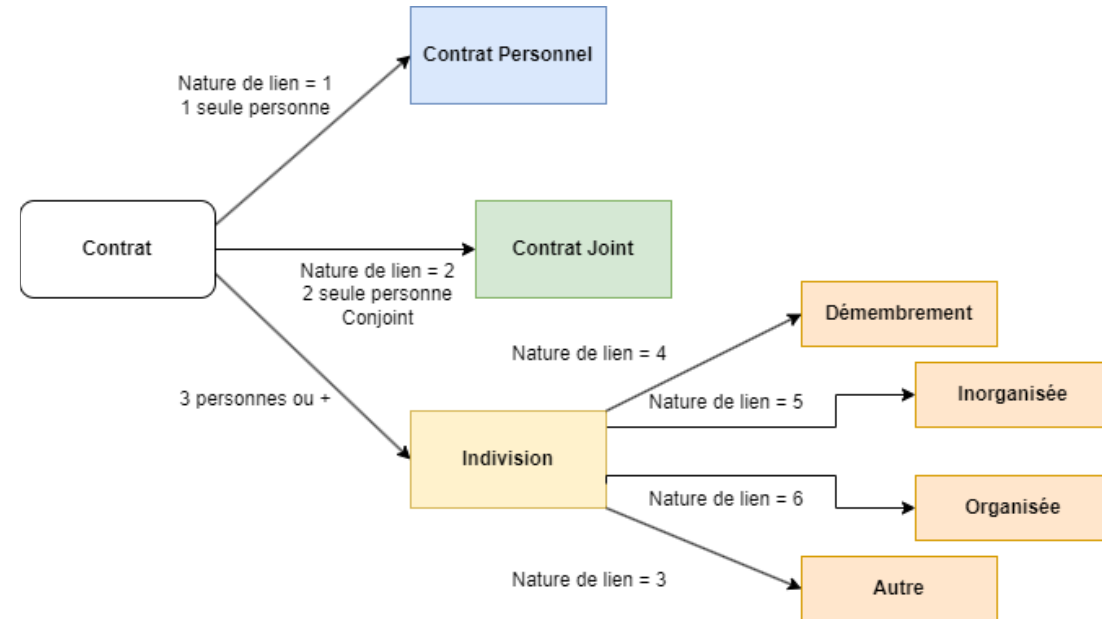 Contrat Personnel
Nature de lien = 1
1 seule personne
Contrat
Contrat Joint
Nature de lien = 2
2 seule personne
Conjoint
Démembrement
Nature de lien = 4
Inorganisée
Nature de lien = 5
3 personnes ou +
Indivision
Nature de lien = 6
Organisée
Nature de lien = 3
Autre